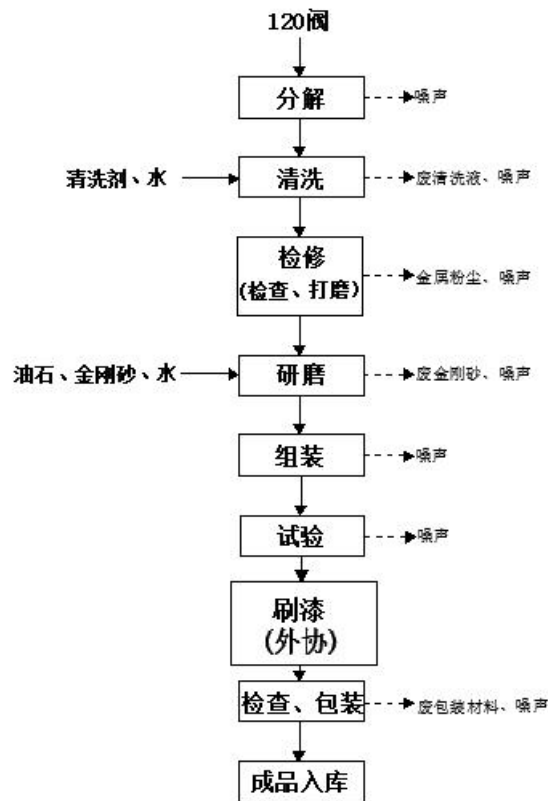 120阀
分解
噪声
清洗剂、水
清洗
废清洗液、噪声
检修
(检查、打磨)
金属粉尘、噪声
油石、金刚砂、水
研磨
废金刚砂、噪声
组装
噪声
试验
噪声
刷漆
(外协)
检查、包装
废包装材料、噪声
成品入库